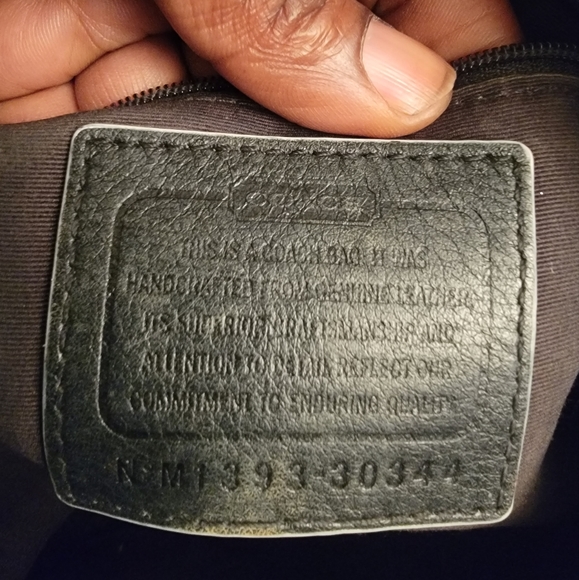 COACH
THIS IS A COACH BAG. IT WAS
HANDCRAFTED FROM GENUINE LEATHER.
ITS SUPERIOR CRAFTSMANSHIP AND
ATTENTION TO DETAIL REFLECT OUR
COMMITMENT TO ENDURING QUALITY.
Nº M1393-30344